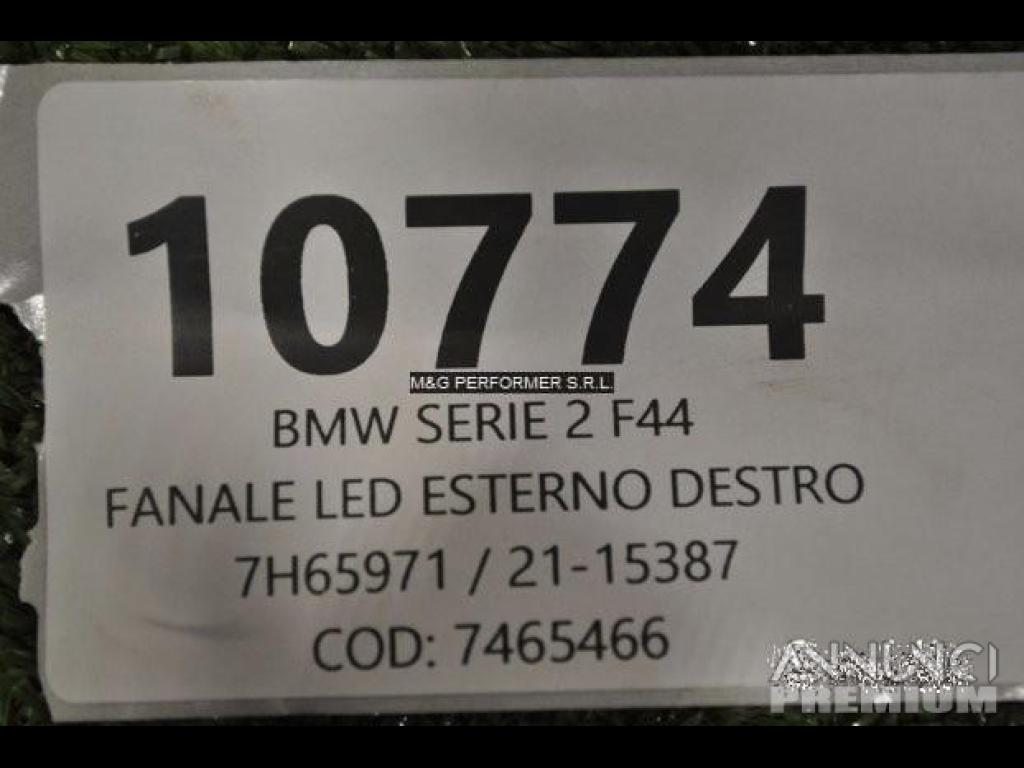 10774
M&G PERFORMER S.R.L.
BMW SERIE 2 F44
FANALE LED ESTERNO DESTRO
7H65971 / 21-15387
COD: 7465466
ANNUNCI
PREMIUM